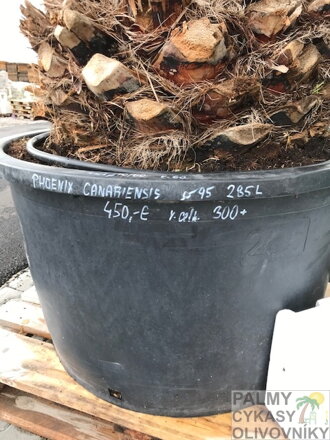 PHOENIX CANARIENSIS 95 285L
450,-€ v.celk. 300+
PALMY
CYKASY
OLIVOVNÍKY